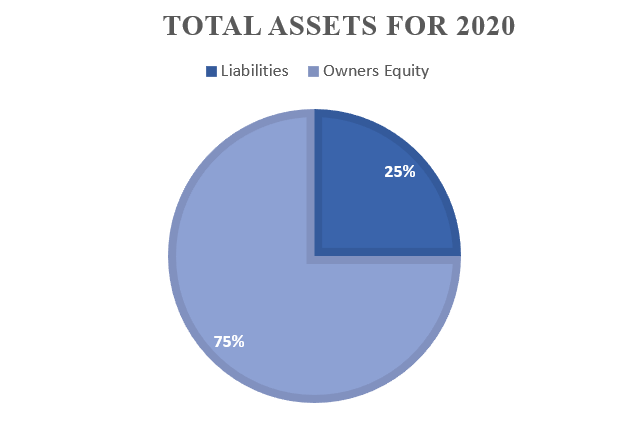 TOTAL ASSETS FOR 2020
Liabilities Owners Equity
25%
75%